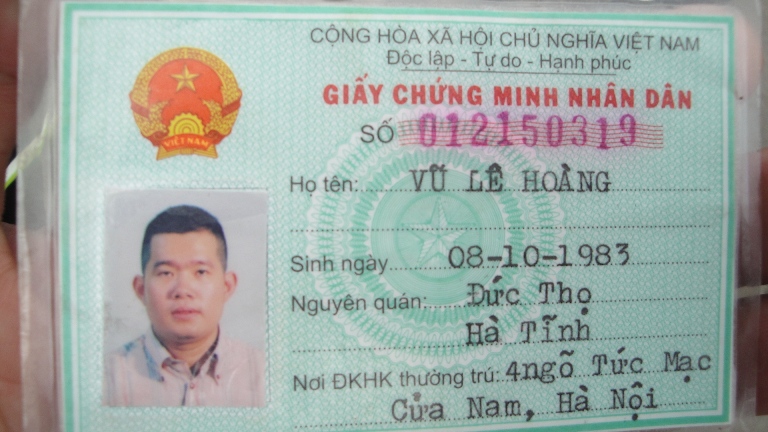 CỘNG HÒA XÃ HỘI CHỦ NGHĨA VIỆT NAM
Độc lập - Tự do - Hạnh phúc
GIẤY CHỨNG MINH NHÂN DÂN
SỐ 012150319
Họ tên: VŨ LÊ HOÀNG
Sinh ngày 08-10-1983
Nguyên quán: Đức Thọ
Hà Tĩnh
Nơi ĐKHK thường trú: 4ngõ Tức Mạc
Cửa Nam, Hà Nội
VIỆT NAM